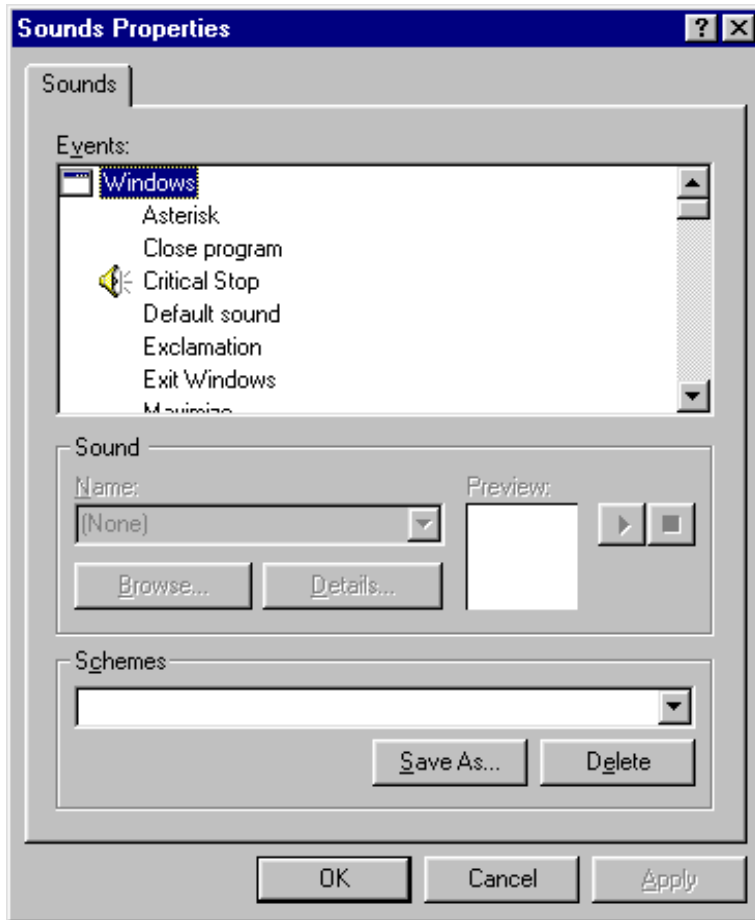 Sounds Properties
Sounds
Events:
Windows
Asterisk
Close program
Critical Stop
Default sound
Exclamation
Exit Windows
Maximize
Sound
Name:
Preview:
(None)
Browse...
Details...
Schemes
Save As...
Delete
OK
Cancel
Apply